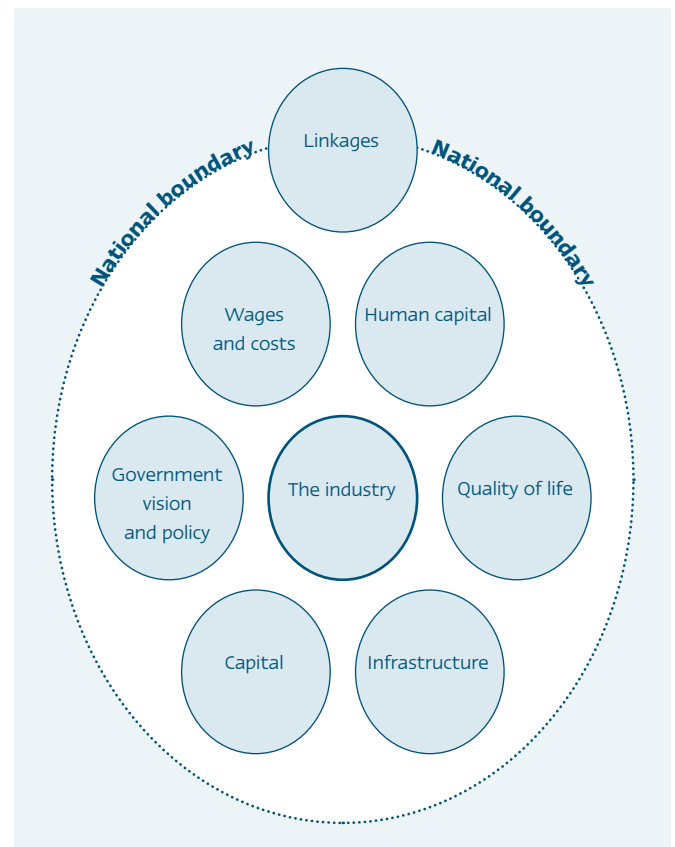 Linkages
National boundary
National boundary
Wages
and costs
Human capital
Government
vision
and policy
The industry
Quality of life
Capital
Infrastructure